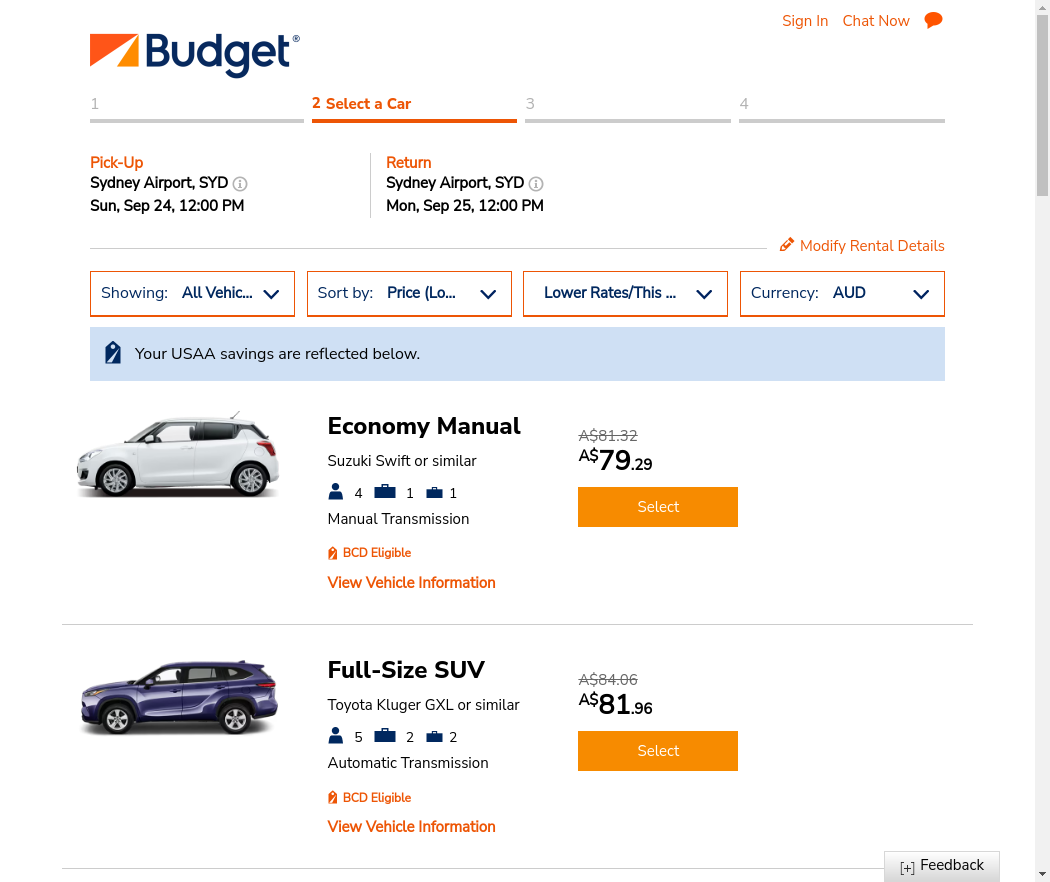 Sign In Chat Now
Budget®
1 2 Select a Car 3 4
Pick-Up
Sydney Airport, SYD
Sun, Sep 24, 12:00 PM
Return
Sydney Airport, SYD
Mon, Sep 25, 12:00 PM
Modify Rental Details
Showing: All Vehic... Sort by: Price (Lo... Lower Rates/This ... Currency: AUD
Your USAA savings are reflected below.
Economy Manual
Suzuki Swift or similar
4 1 1
Manual Transmission
BCD Eligible
View Vehicle Information
A$81.32
A$79.29
Select
Full-Size SUV
Toyota Kluger GXL or similar
5 2 2
Automatic Transmission
BCD Eligible
View Vehicle Information
A$84.06
A$81.96
Select
[+] Feedback